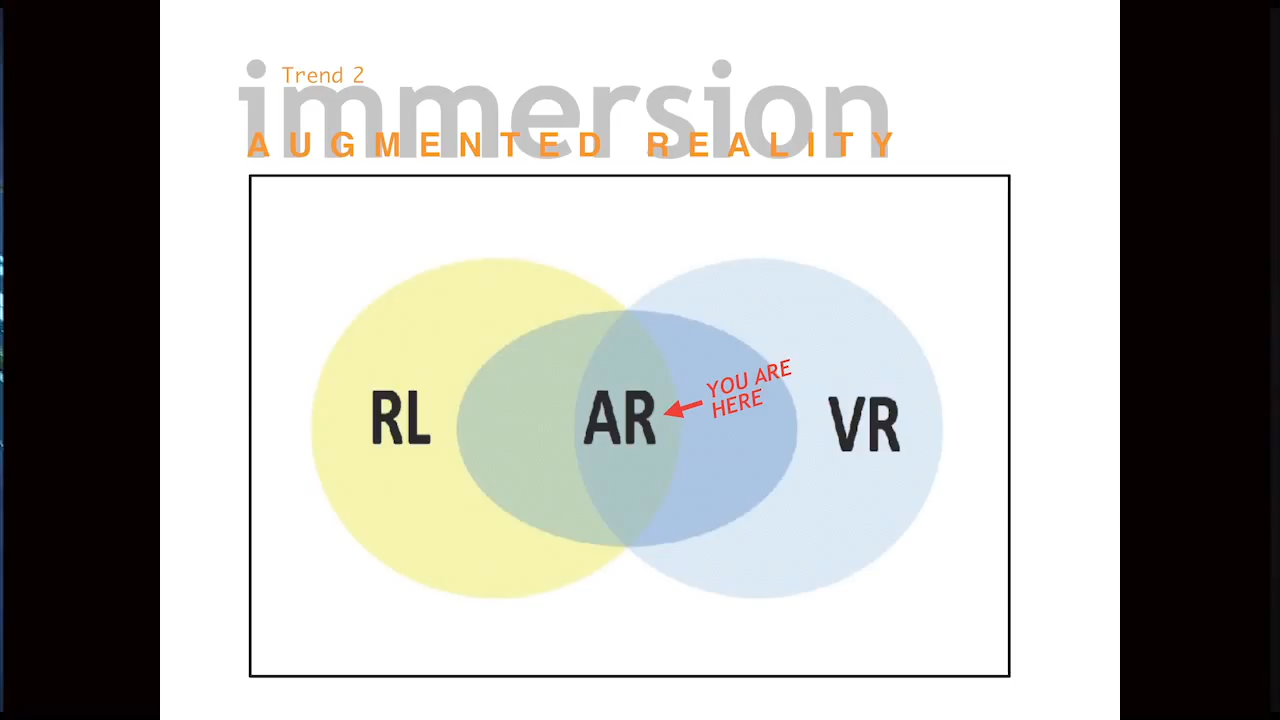 Trend 2
immersion
AUGMENTED REALITY
RL
AR
YOU ARE
HERE
VR